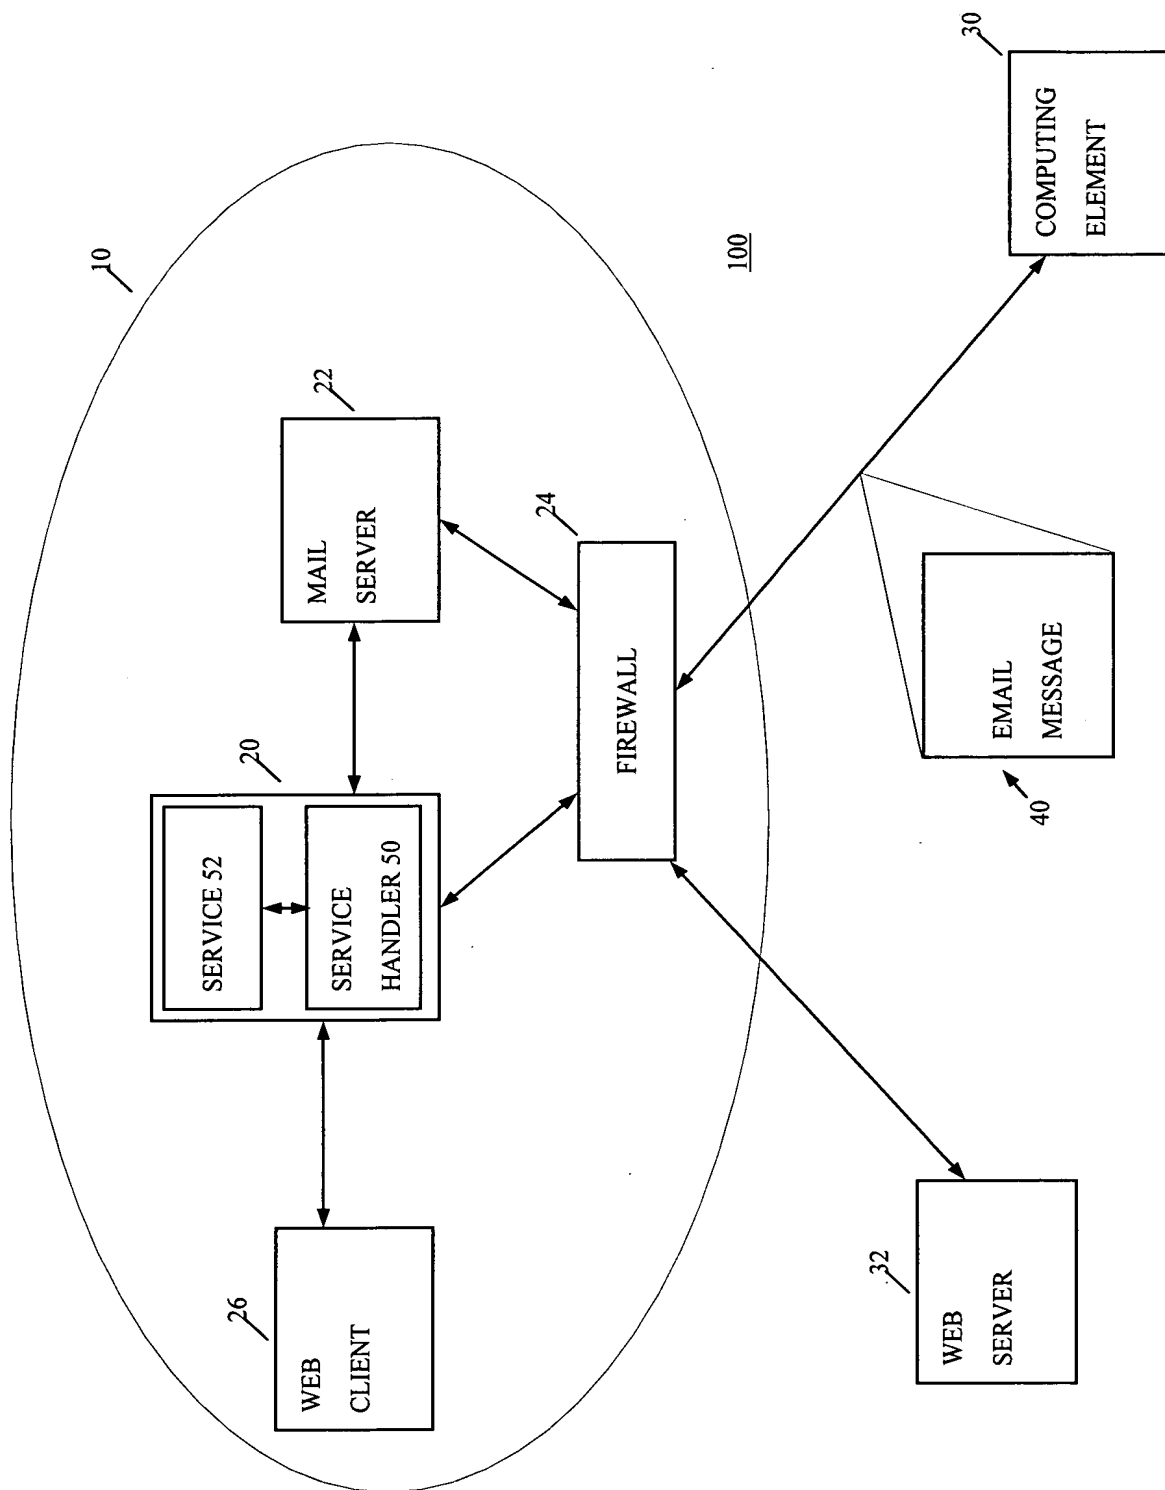 10
100
30
COMPUTING
ELEMENT
22
MAIL
SERVER
24
FIREWALL
20
SERVICE 52
SERVICE
HANDLER 50
EMAIL
MESSAGE
40
26
WEB
CLIENT
32
WEB
SERVER